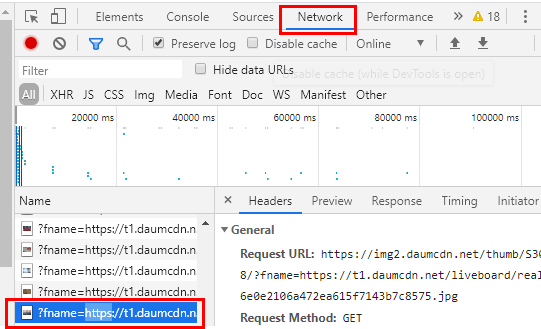 Elements Console Sources Network Performance 18
Preserve log Disable cache Online
Filter Hide data URLs Disable cache (while DevTools is open)
All XHR JS CSS Img Media Font Doc WS Manifest Other
20000 ms 40000 ms 60000 ms 80000 ms 100000 ms
Name Headers Preview Response Timing Initiator
?fname=https://t1.daumcdn.n
?fname=https://t1.daumcdn.n
?fname=https://t1.daumcdn.n
?fname=https://t1.daumcdn.n
?fname=https://t1.daumcdn.n
General
Request URL: https://img2.daumcdn.net/thumb/S3
8/?fname=https://t1.daumcdn.net/liveboard/rea
6e0e2106a472ea615f7143b7c8575.jpg
Request Method: GET